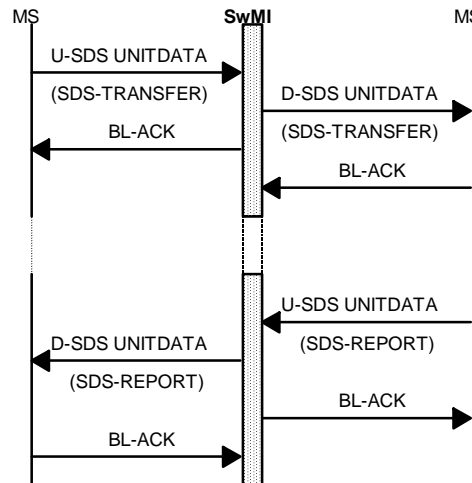 MS SwMI MS
U-SDS UNITDATA
(SDS-TRANSFER)
D-SDS UNITDATA
(SDS-TRANSFER)
BL-ACK
BL-ACK
U-SDS UNITDATA
(SDS-REPORT)
D-SDS UNITDATA
(SDS-REPORT)
BL-ACK
BL-ACK